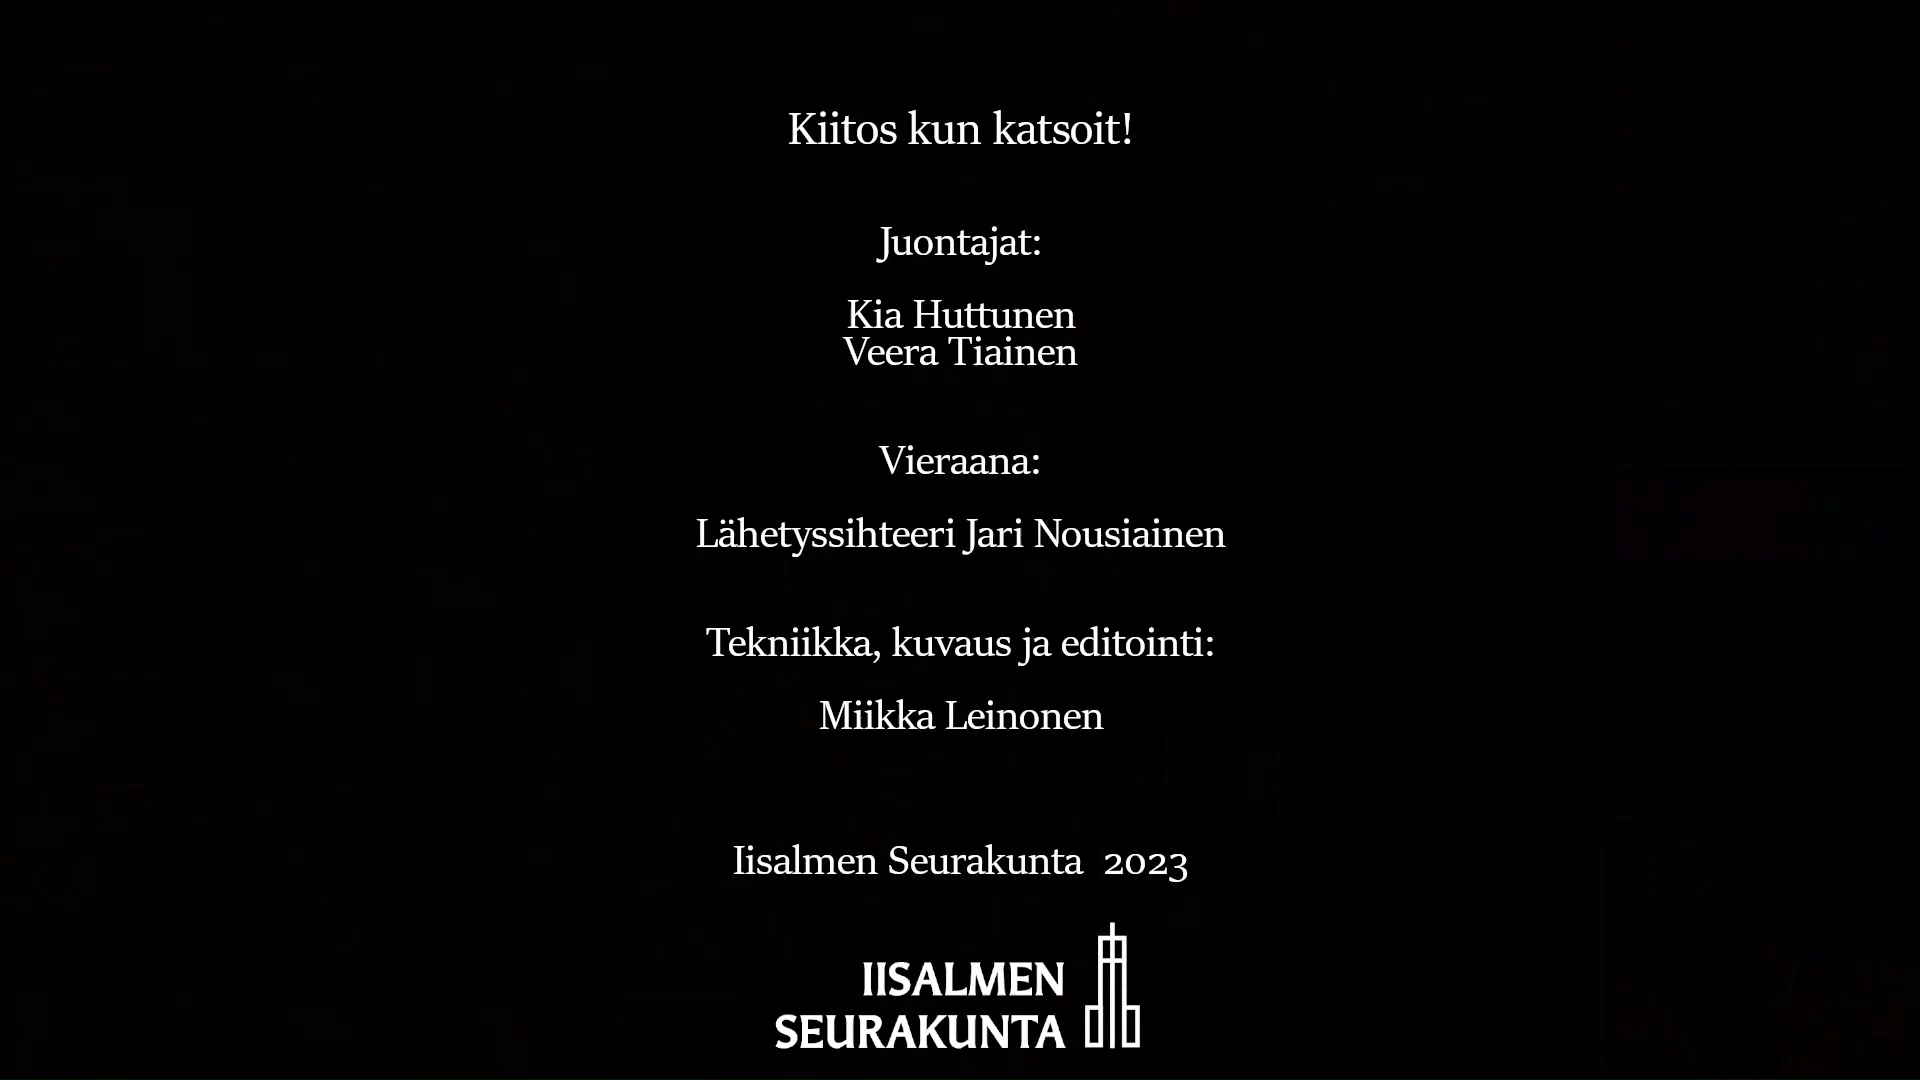 Kiitos kun katsoit!
Juontajat:
Kia Huttunen
Veera Tiainen
Vieraana:
Lähetyssihteeri Jari Nousiainen
Tekniikka, kuvaus ja editointi:
Miikka Leinonen
Iisalmen Seurakunta 2023
IISALMEN
SEURAKUNTA